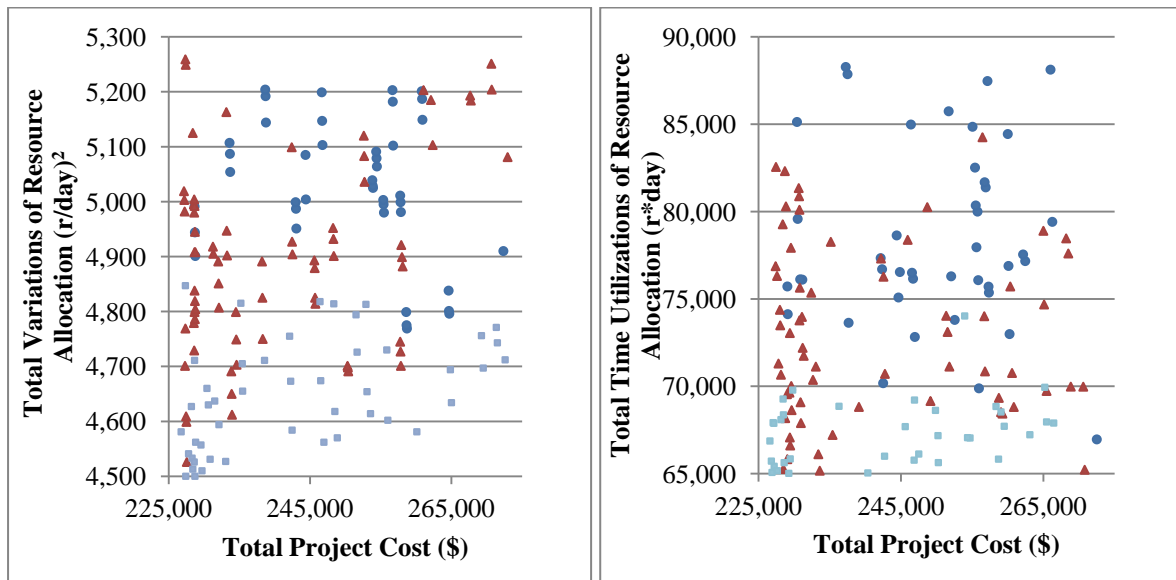 Total Variations of Resource
Allocation (r/day)²
5,300
5,200
5,100
5,000
4,900
4,800
4,700
4,600
4,500
225,000 245,000 265,000
Total Project Cost ($)
Total Time Utilizations of Resource
Allocation (r*day)
90,000
85,000
80,000
75,000
70,000
65,000
225,000 245,000 265,000
Total Project Cost ($)